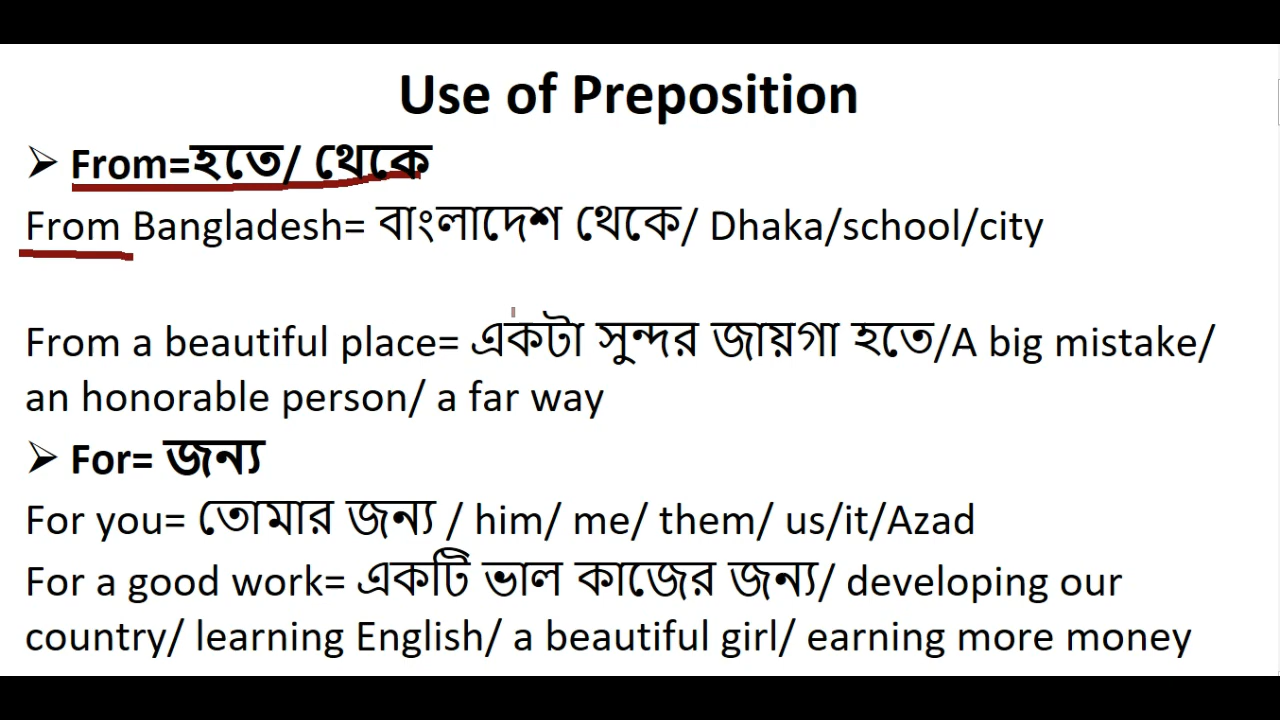 Use of Preposition
➢ From=হতে/ থেকে
From Bangladesh= বাংলাদেশ থেকে/ Dhaka/school/city
From a beautiful place= একটা সুন্দর জায়গা হতে/A big mistake/
an honorable person/ a far way
➢ For= জন্য
For you= তোমার জন্য / him/ me/ them/ us/it/Azad
For a good work= একটি ভাল কাজের জন্য/ developing our
country/ learning English/ a beautiful girl/ earning more money